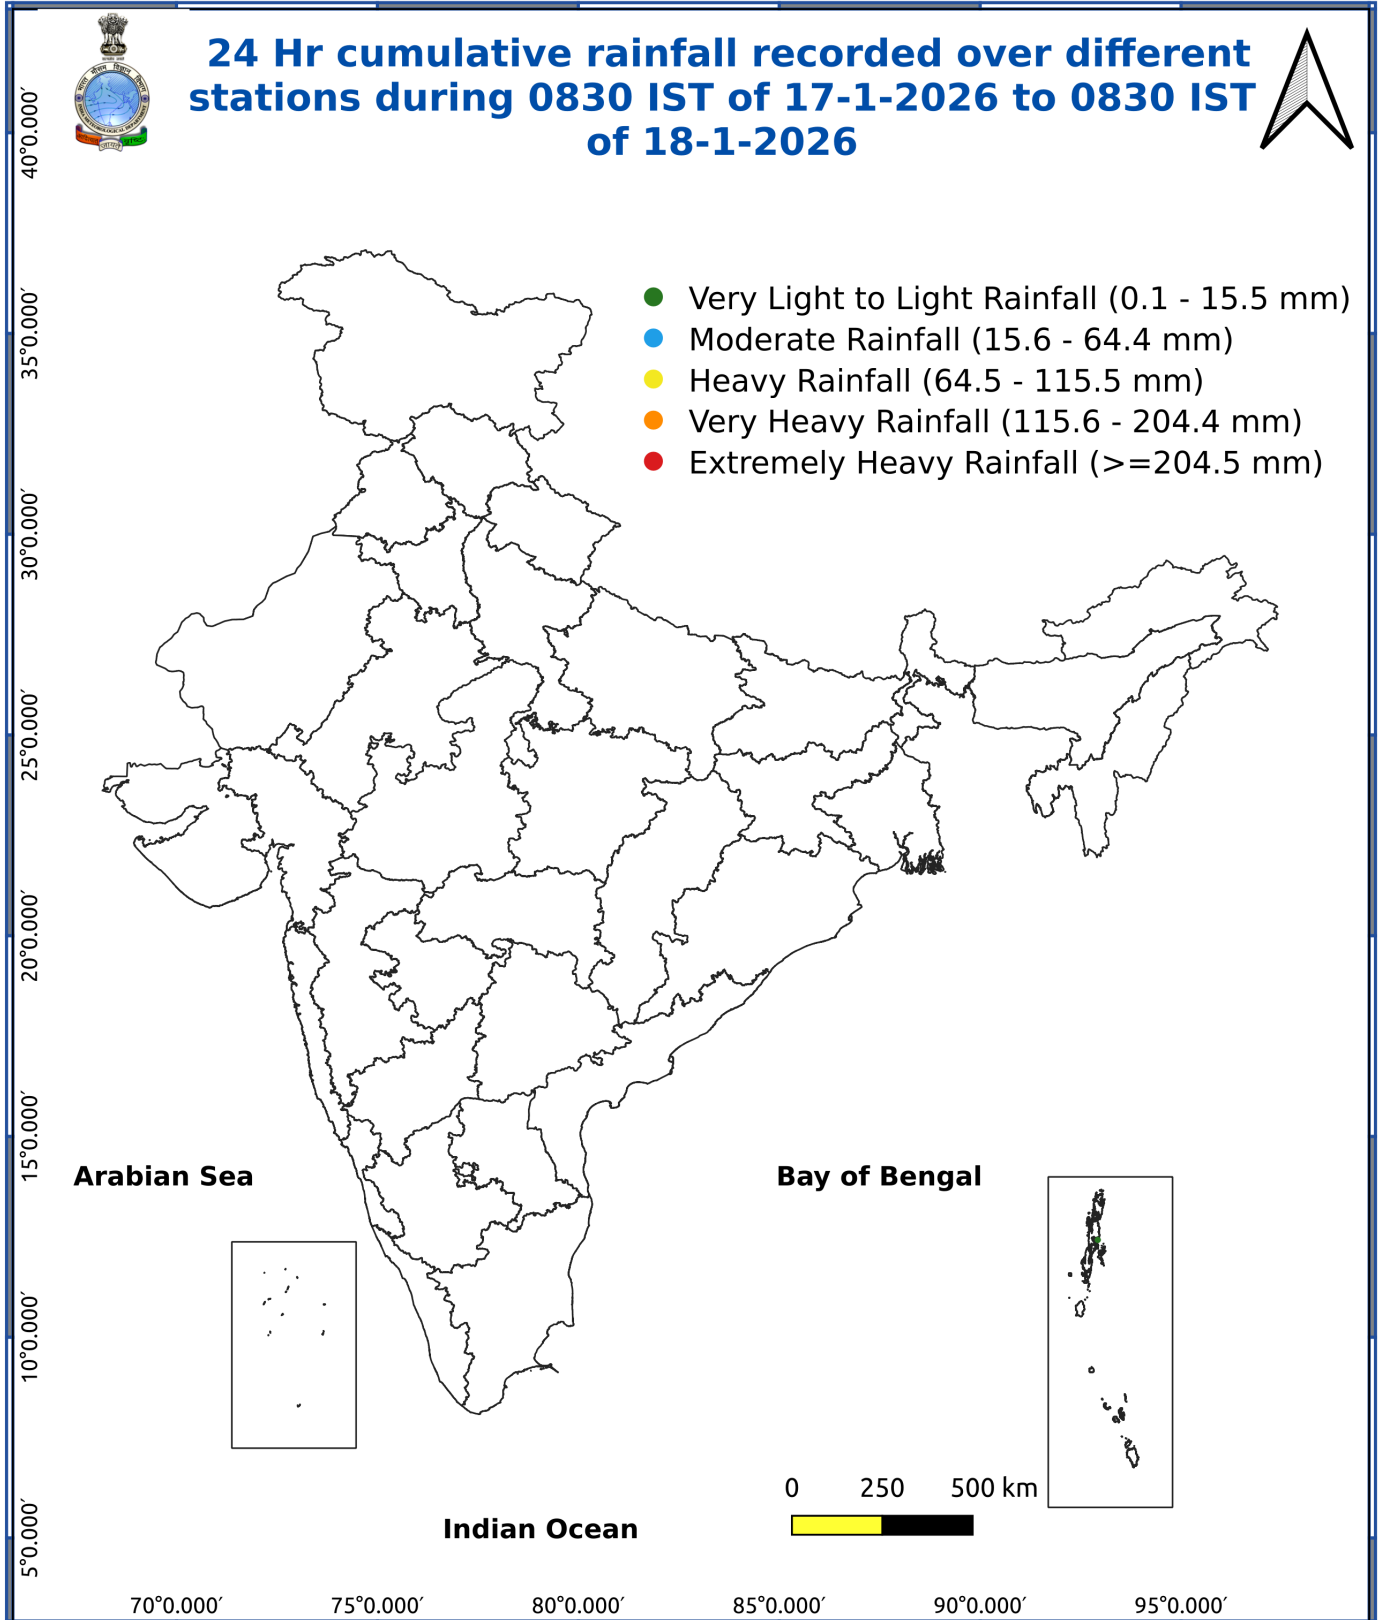 24 Hr cumulative rainfall recorded over different
stations during 0830 IST of 17-1-2026 to 0830 IST
of 18-1-2026
Very Light to Light Rainfall (0.1 - 15.5 mm)
Moderate Rainfall (15.6 - 64.4 mm)
Heavy Rainfall (64.5 - 115.5 mm)
Very Heavy Rainfall (115.6 - 204.4 mm)
Extremely Heavy Rainfall (>=204.5 mm)
40°0.000′
35°0.000′
30°0.000′
25°0.000′
20°0.000′
15°0.000′
10°0.000′
5°0.000′
Arabian Sea
Bay of Bengal
Indian Ocean
0 250 500 km
70°0.000′ 75°0.000′ 80°0.000′ 85°0.000′ 90°0.000′ 95°0.000′